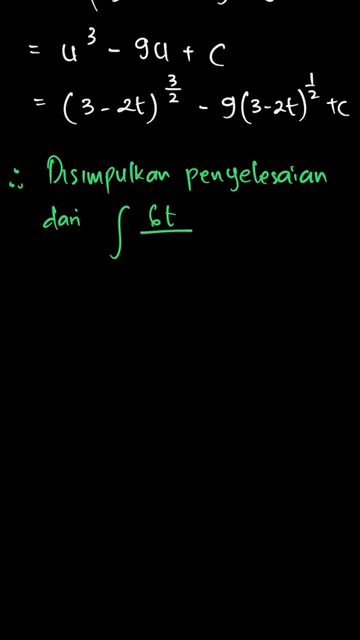 = u³ - 9u + C
= (3-2t)^(3/2) - 9(3-2t)^(1/2) + C
∴ Disimpulkan penyelesaian
dari ∫ 6t